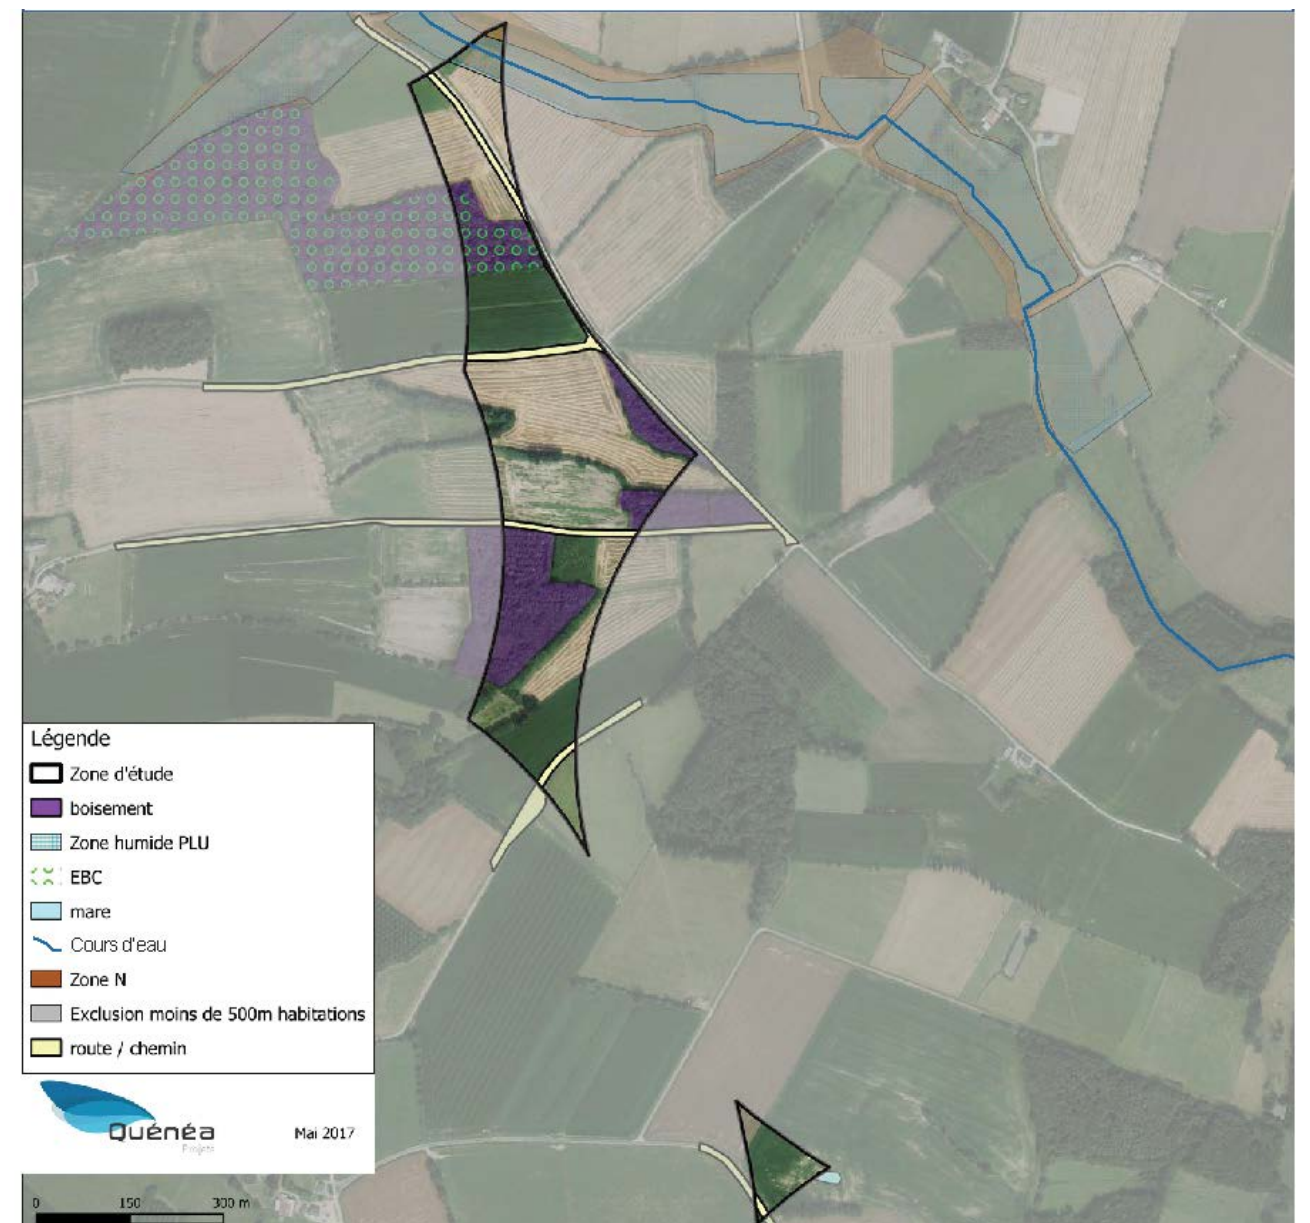 Légende
Zone d'étude
boisement
Zone humide PLU
EBC
mare
Cours d'eau
Zone N
Exclusion moins de 500m habitations
route / chemin
Quénéa
Projets
Mai 2017
0 150 300 m